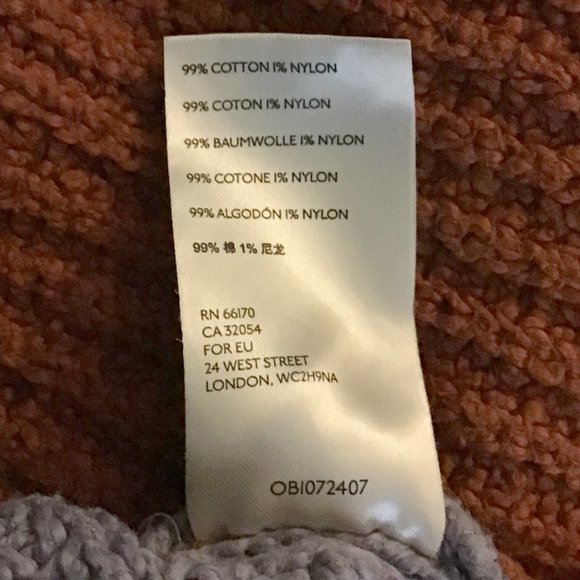 99% COTTON 1% NYLON
99% COTON 1% NYLON
99% BAUMWOLLE 1% NYLON
99% COTONE 1% NYLON
99% ALGODÓN 1% NYLON
99% 棉 1% 尼龙
RN 66170
CA 32054
FOR EU
24 WEST STREET
LONDON, WC2H9NA
OB1072407